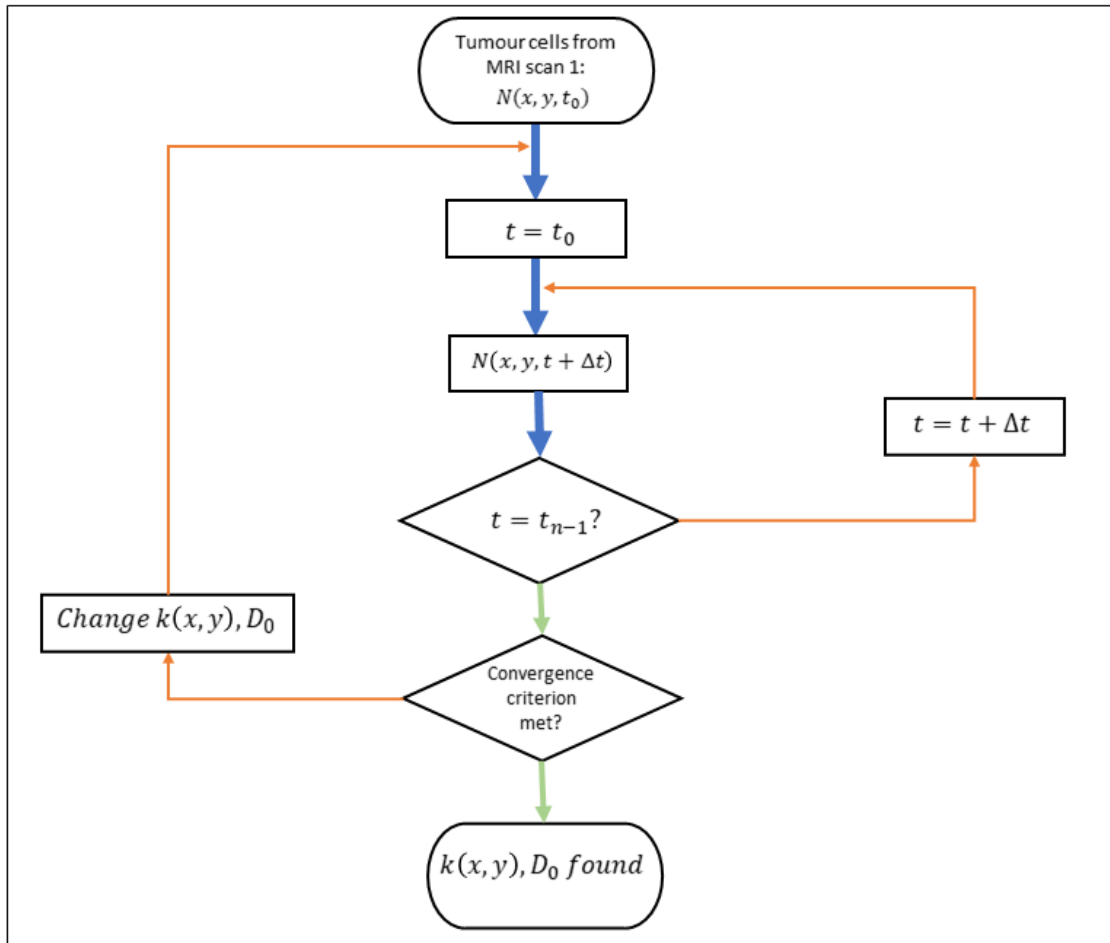 Tumour cells from
MRI scan 1:
N(x, y, t₀)
t = t₀
N(x, y, t + Δt)
t = t + Δt
t = tₙ₋₁?
Change k(x, y), D₀
Convergence
criterion
met?
k(x, y), D₀ found